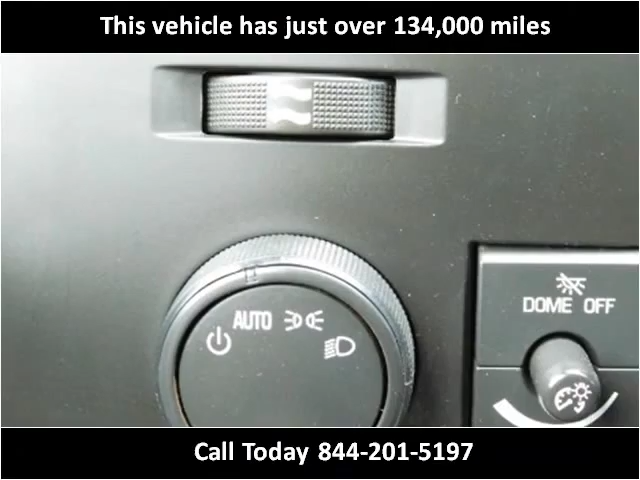 This vehicle has just over 134,000 miles
DOME OFF
AUTO
Call Today 844-201-5197